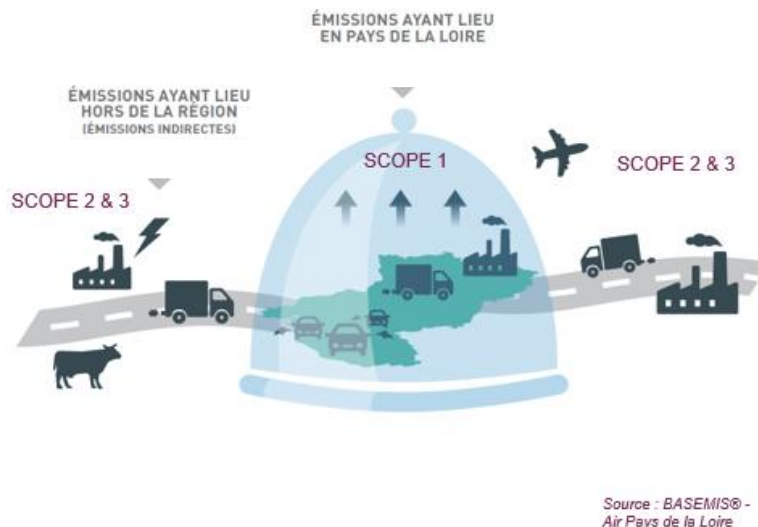 ÉMISSIONS AYANT LIEU
EN PAYS DE LA LOIRE
ÉMISSIONS AYANT LIEU
HORS DE LA RÉGION
(ÉMISSIONS INDIRECTES)
SCOPE 1
SCOPE 2 & 3
SCOPE 2 & 3
Source : BASEMIS® -
Air Pays de la Loire